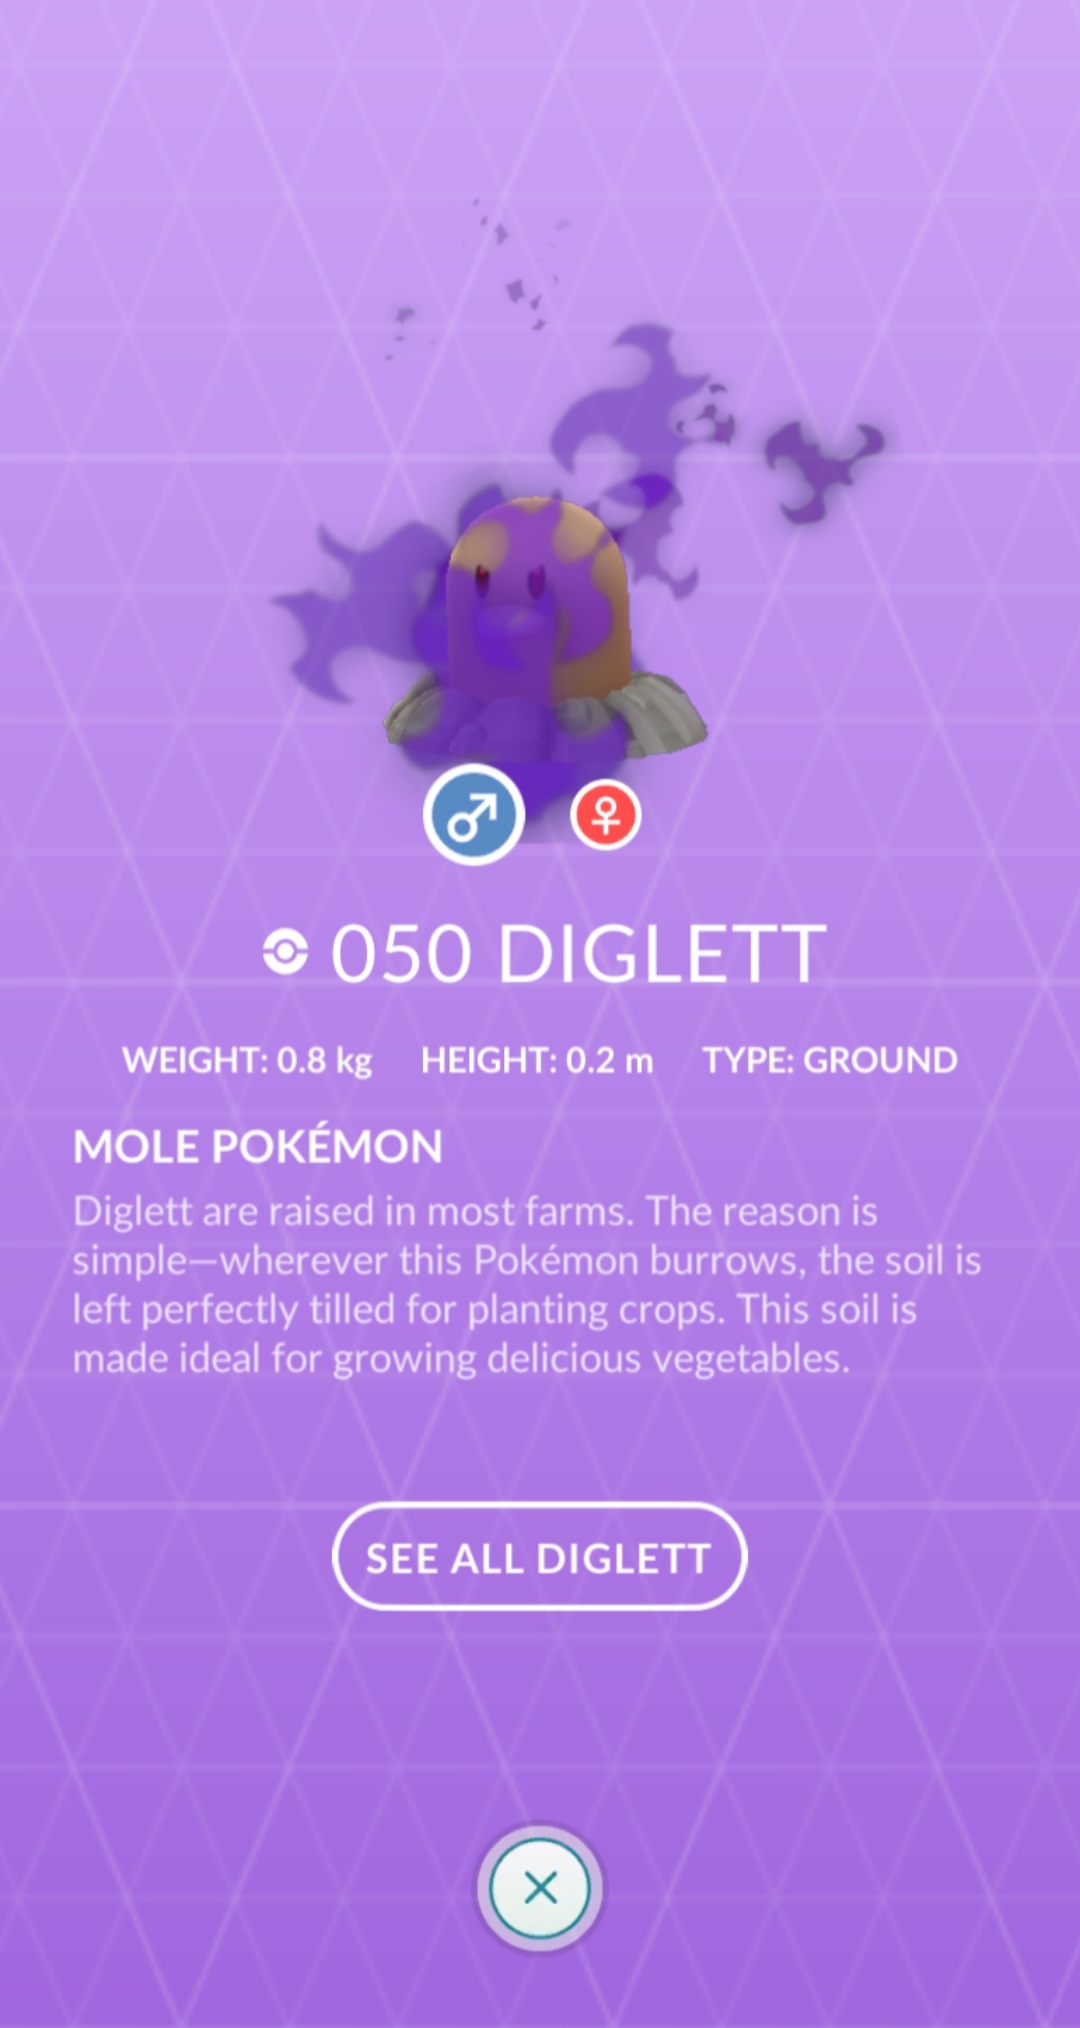 050 DIGLETT
WEIGHT: 0.8 kg HEIGHT: 0.2 m TYPE: GROUND
MOLE POKÉMON
Diglett are raised in most farms. The reason is
simple—wherever this Pokémon burrows, the soil is
left perfectly tilled for planting crops. This soil is
made ideal for growing delicious vegetables.
SEE ALL DIGLETT